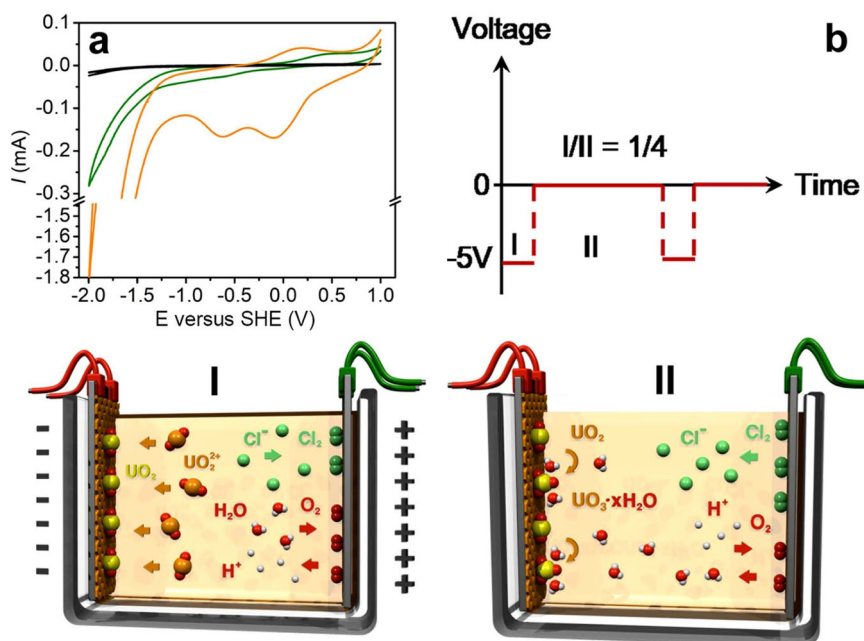 a
I (mA)
0.1
0.0
-0.1
-0.2
-0.3
-1.5
-1.6
-1.7
-1.8
-2.0 -1.5 -1.0 -0.5 0.0 0.5 1.0
E versus SHE (V)
b
Voltage
I/II = 1/4
0
Time
I
II
-5V
I
Cl⁻
Cl₂
UO₂²⁺
UO₂
H₂O
O₂
H⁺
- - - - - - -
+ + + + + + +
II
UO₂
Cl⁻
Cl₂
UO₃·xH₂O
H⁺
O₂